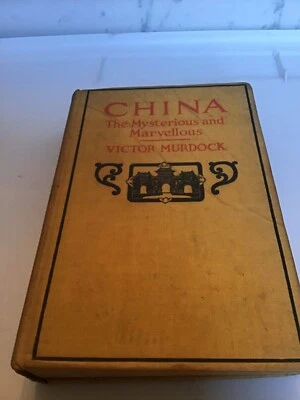 CHINA
The Mysterious and
Marvellous
VICTOR MURDOCK